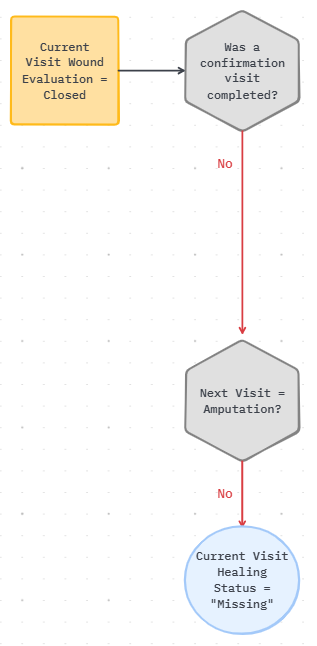 Current
Visit Wound
Evaluation =
Closed
Was a
confirmation
visit
completed?
No
Next Visit =
Amputation?
No
Current Visit
Healing
Status =
"Missing"